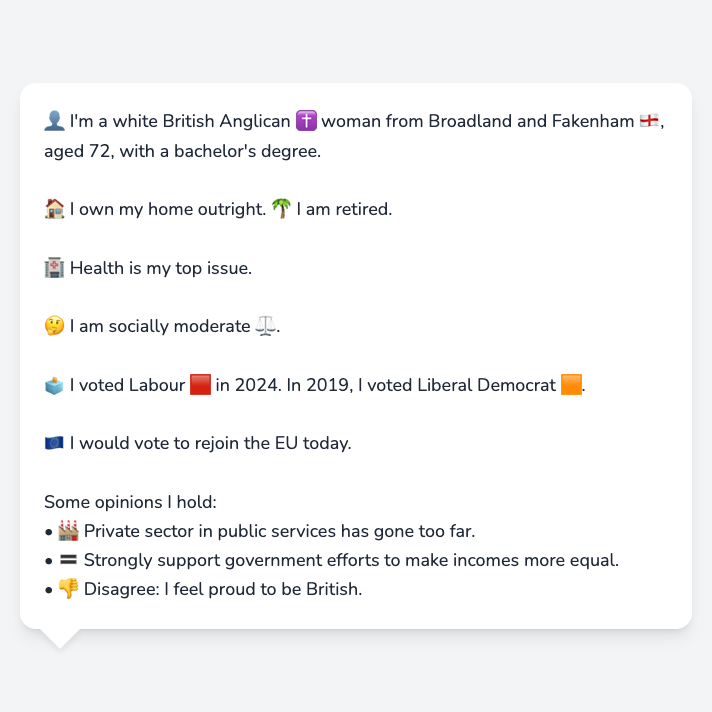 👤 I'm a white British Anglican ✝️ woman from Broadland and Fakenham 🏴󠁧󠁢󠁥󠁮󠁧󠁿,
aged 72, with a bachelor's degree.
🏠 I own my home outright. 🌴 I am retired.
🏥 Health is my top issue.
🤔 I am socially moderate ⚖️.
🗳️ I voted Labour 🟥 in 2024. In 2019, I voted Liberal Democrat 🟧.
🇪🇺 I would vote to rejoin the EU today.
Some opinions I hold:
• 🏭 Private sector in public services has gone too far.
• 🟰 Strongly support government efforts to make incomes more equal.
• 👎 Disagree: I feel proud to be British.